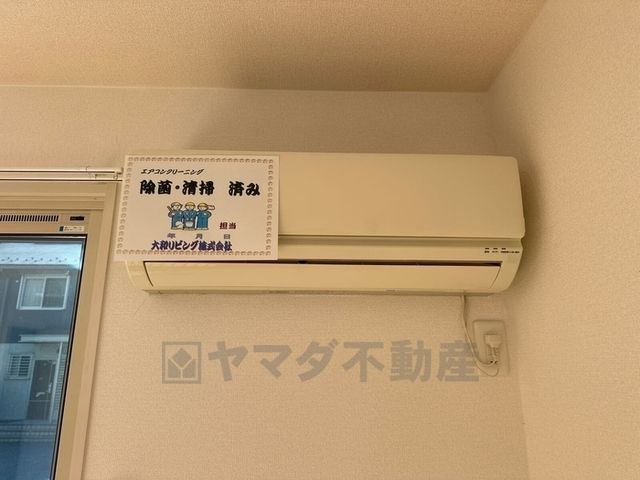 エアコンクリーニング
除菌・清掃 済み
担当
年 月 日
大和リビング株式会社
ヤマダ不動産